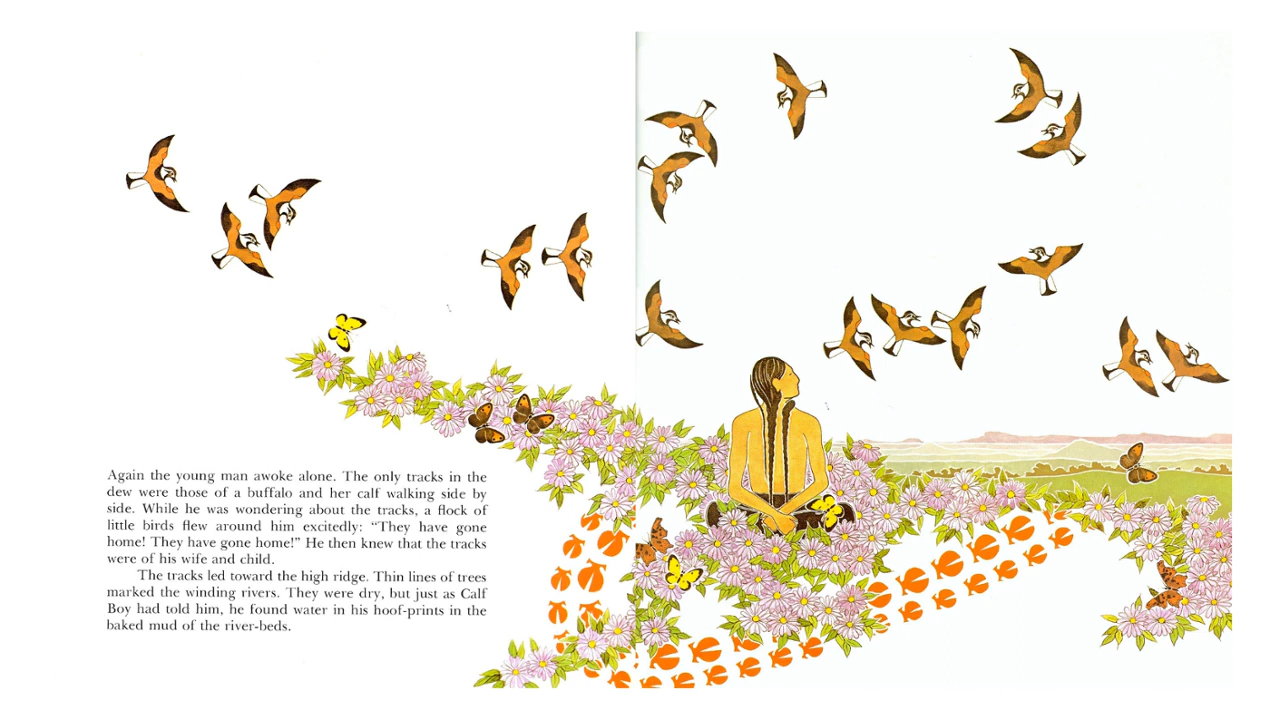 Again the young man awoke alone. The only tracks in the
dew were those of a buffalo and her calf walking side by
side. While he was wondering about the tracks, a flock of
little birds flew around him excitedly: “They have gone
home! They have gone home!” He then knew that the tracks
were of his wife and child.
The tracks led toward the high ridge. Thin lines of trees
marked the winding rivers. They were dry, but just as Calf
Boy had told him, he found water in his hoof-prints in the
baked mud of the river-beds.